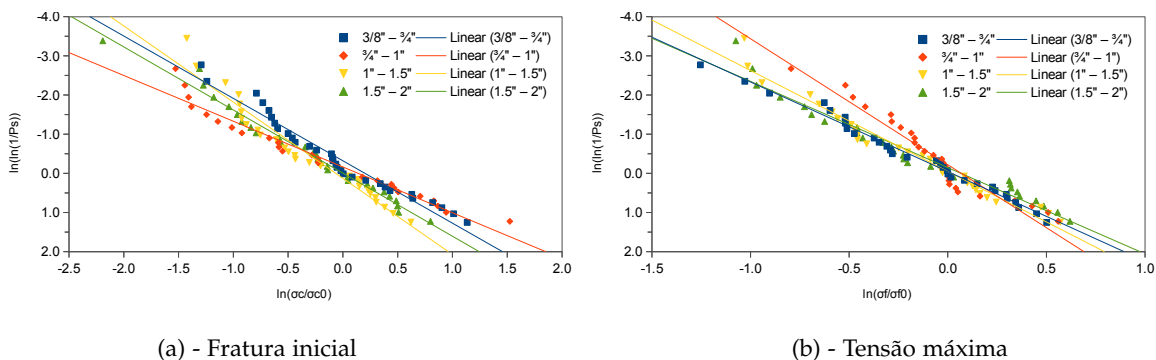 -4.0
-3.0
-2.0
-1.0
0.0
1.0
2.0
ln(ln(1/Ps))
-2.5 -2.0 -1.5 -1.0 -0.5 0.0 0.5 1.0 1.5 2.0
ln(σc/σc0)
3/8" – ¾" Linear (3/8" – ¾")
¾" – 1" Linear (¾" – 1")
1" – 1.5" Linear (1" – 1.5")
1.5" – 2" Linear (1.5" – 2")
(a) - Fratura inicial
-4.0
-3.0
-2.0
-1.0
0.0
1.0
2.0
ln(ln(1/Ps))
-1.5 -1.0 -0.5 0.0 0.5 1.0
ln(σf/σf0)
3/8" – ¾" Linear (3/8" – ¾")
¾" – 1" Linear (¾" – 1")
1" – 1.5" Linear (1" – 1.5")
1.5" – 2" Linear (1.5" – 2")
(b) - Tensão máxima